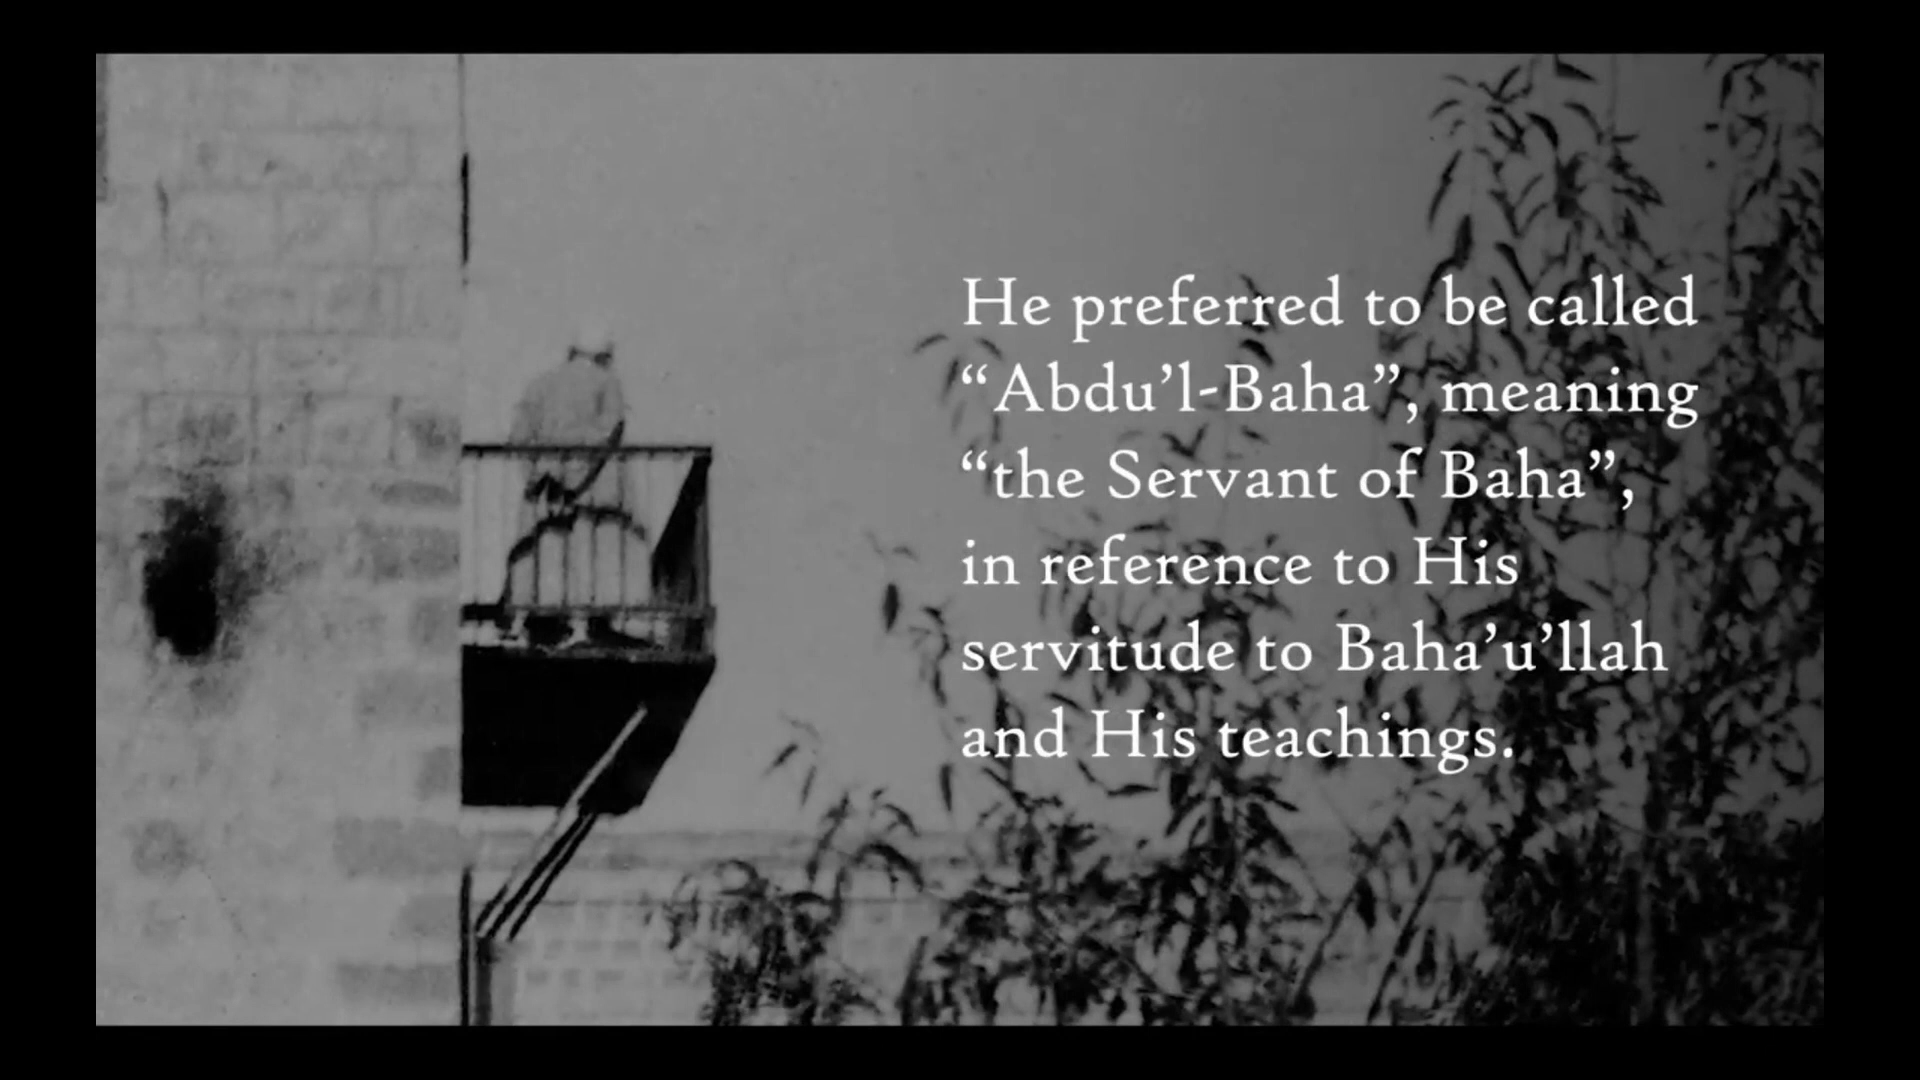 He preferred to be called
“Abdu’l-Baha”, meaning
“the Servant of Baha”,
in reference to His
servitude to Baha’u’llah
and His teachings.